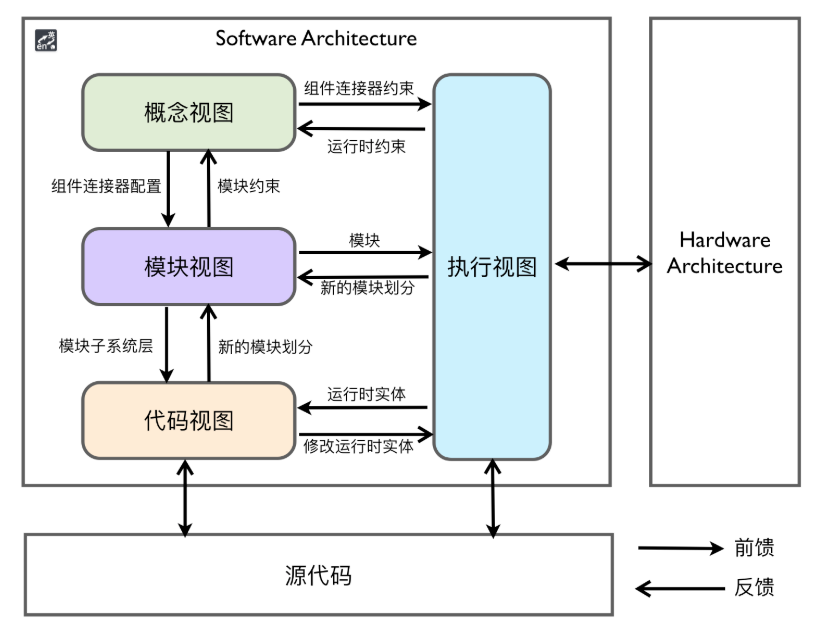 英
en
Software Architecture
概念视图
组件连接器约束
运行时约束
组件连接器配置
模块约束
模块视图
模块
新的模块划分
执行视图
Hardware
Architecture
模块子系统层
新的模块划分
代码视图
运行时实体
修改运行时实体
源代码
前馈
反馈